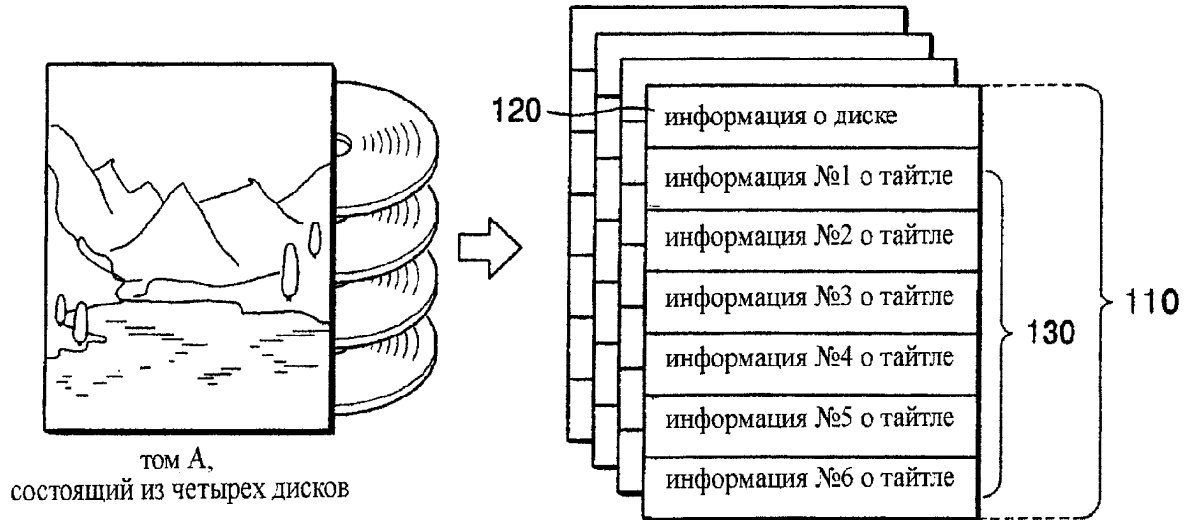 том А,
состоящий из четырех дисков
120
информация о диске
информация №1 о тайтле
информация №2 о тайтле
информация №3 о тайтле
информация №4 о тайтле
информация №5 о тайтле
информация №6 о тайтле
130
110